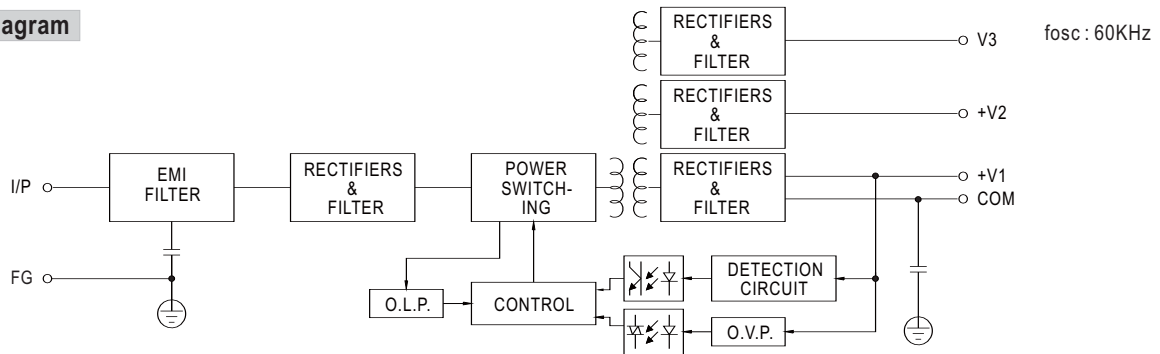 agram
RECTIFIERS
&
FILTER
V3
fosc : 60KHz
RECTIFIERS
&
FILTER
+V2
I/P
EMI
FILTER
RECTIFIERS
&
FILTER
POWER
SWITCH-
ING
RECTIFIERS
&
FILTER
+V1
COM
FG
O.L.P.
CONTROL
DETECTION
CIRCUIT
O.V.P.